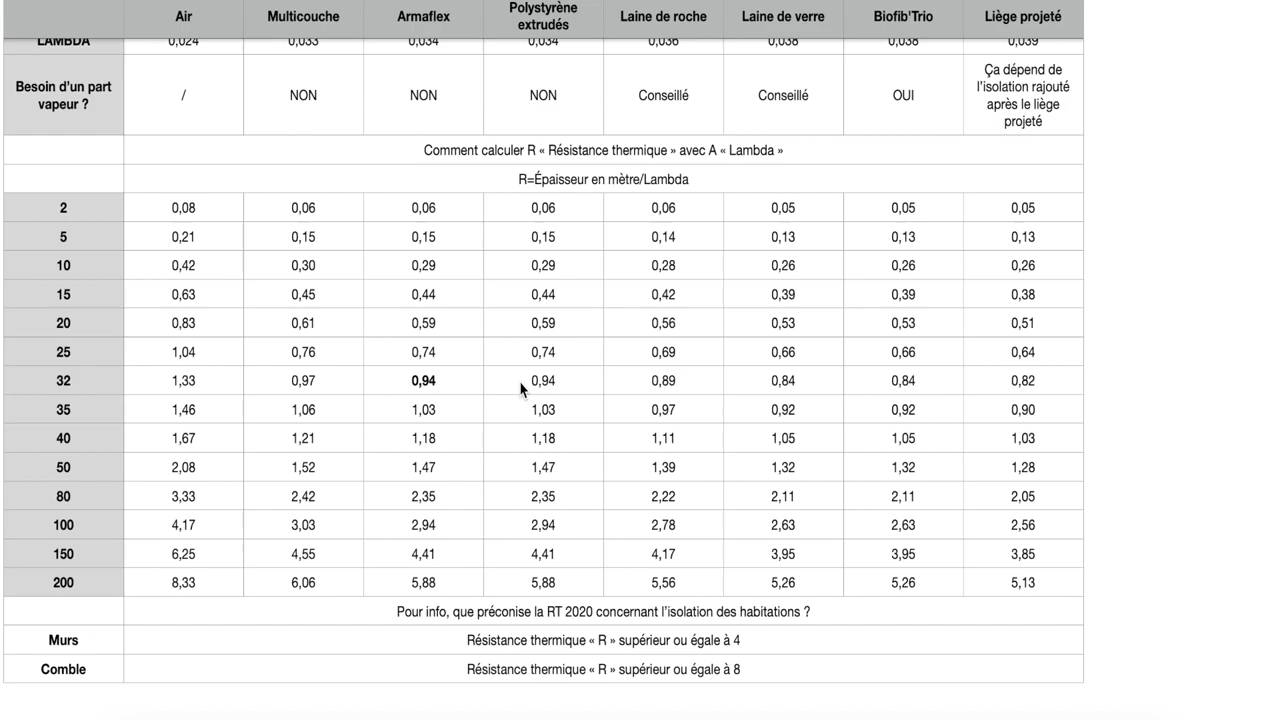 Air Multicouche Armaflex Polystyrène extrudés Laine de roche Laine de verre Biofib'Trio Liège projeté
LAMBDA 0,024 0,033 0,034 0,034 0,036 0,038 0,038 0,039
Besoin d'un part vapeur ? / NON NON NON Conseillé Conseillé OUI Ça dépend de l'isolation rajouté après le liège projeté
Comment calculer R « Résistance thermique » avec A « Lambda »
R=Épaisseur en mètre/Lambda
2 0,08 0,06 0,06 0,06 0,06 0,05 0,05 0,05
5 0,21 0,15 0,15 0,15 0,14 0,13 0,13 0,13
10 0,42 0,30 0,29 0,29 0,28 0,26 0,26 0,26
15 0,63 0,45 0,44 0,44 0,42 0,39 0,39 0,38
20 0,83 0,61 0,59 0,59 0,56 0,53 0,53 0,51
25 1,04 0,76 0,74 0,74 0,69 0,66 0,66 0,64
32 1,33 0,97 0,94 0,94 0,89 0,84 0,84 0,82
35 1,46 1,06 1,03 1,03 0,97 0,92 0,92 0,90
40 1,67 1,21 1,18 1,18 1,11 1,05 1,05 1,03
50 2,08 1,52 1,47 1,47 1,39 1,32 1,32 1,28
80 3,33 2,42 2,35 2,35 2,22 2,11 2,11 2,05
100 4,17 3,03 2,94 2,94 2,78 2,63 2,63 2,56
150 6,25 4,55 4,41 4,41 4,17 3,95 3,95 3,85
200 8,33 6,06 5,88 5,88 5,56 5,26 5,26 5,13
Pour info, que préconise la RT 2020 concernant l'isolation des habitations ?
Murs Résistance thermique « R » supérieur ou égale à 4
Comble Résistance thermique « R » supérieur ou égale à 8